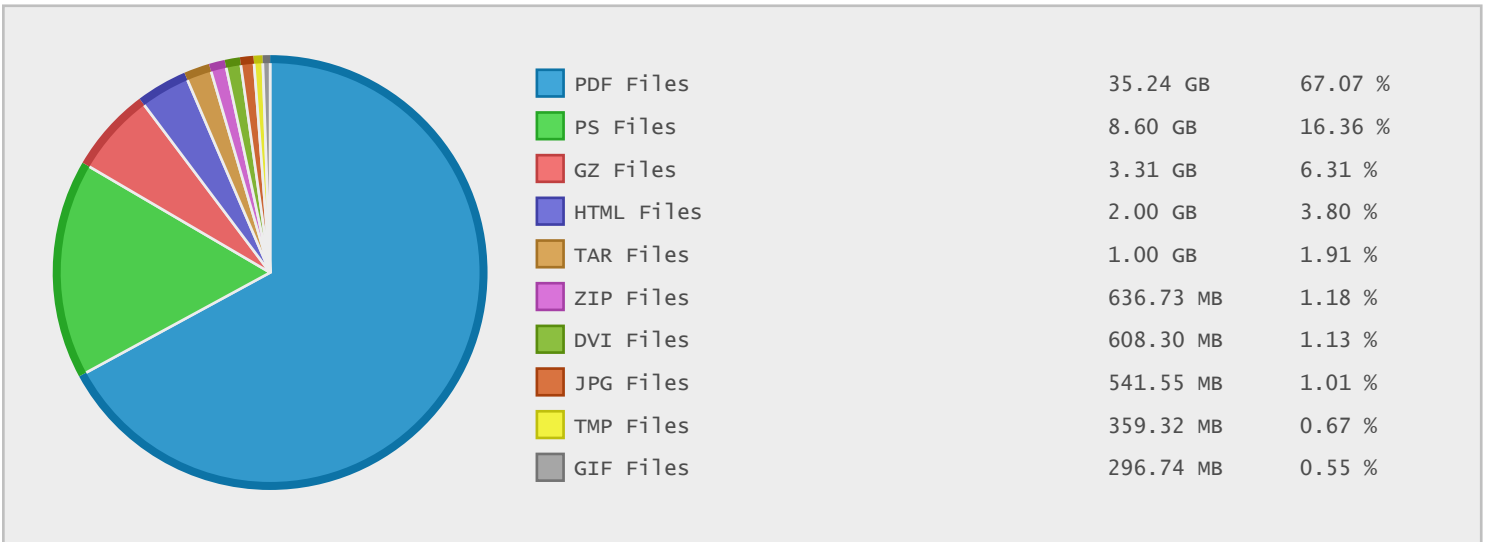 PDF Files 35.24 GB 67.07 %
PS Files 8.60 GB 16.36 %
GZ Files 3.31 GB 6.31 %
HTML Files 2.00 GB 3.80 %
TAR Files 1.00 GB 1.91 %
ZIP Files 636.73 MB 1.18 %
DVI Files 608.30 MB 1.13 %
JPG Files 541.55 MB 1.01 %
TMP Files 359.32 MB 0.67 %
GIF Files 296.74 MB 0.55 %